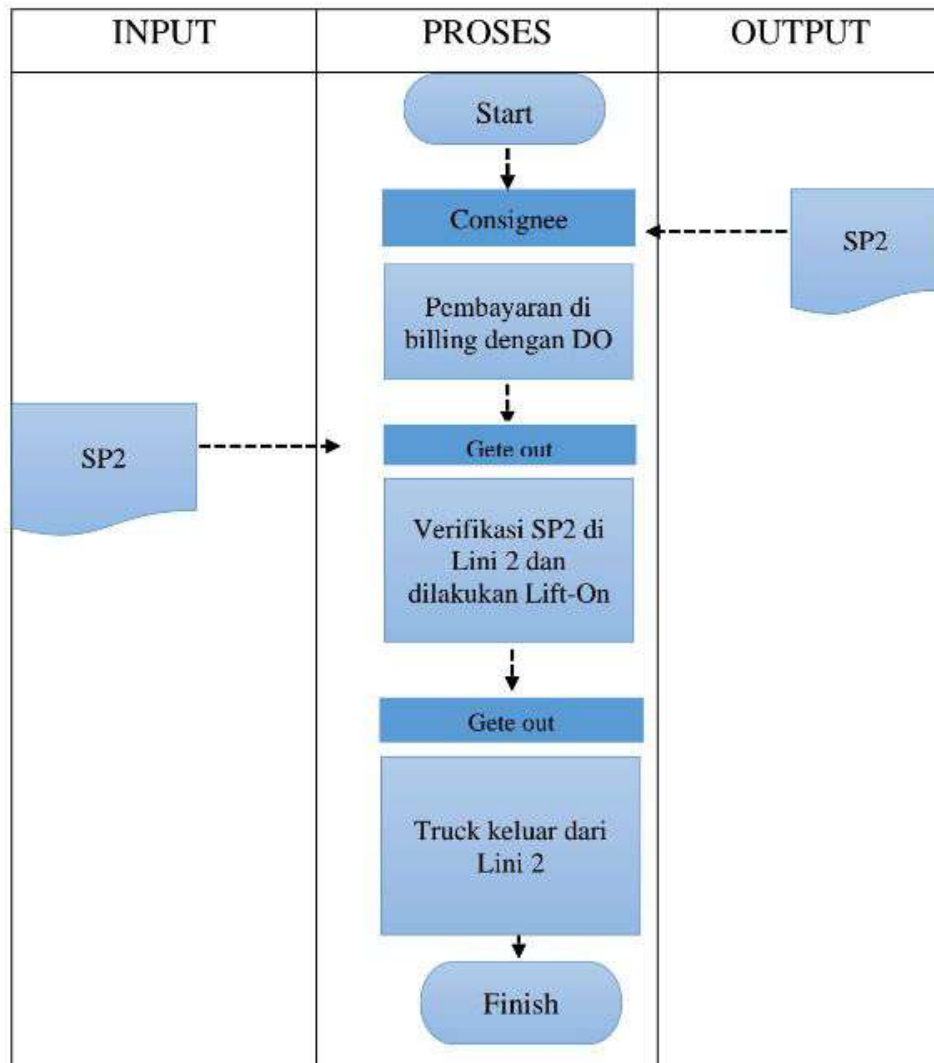 INPUT
PROSES
OUTPUT
Start
Consignee
SP2
Pembayaran di
billing dengan DO
SP2
Gete out
Verifikasi SP2 di
Lini 2 dan
dilakukan Lift-On
Gete out
Truck keluar dari
Lini 2
Finish